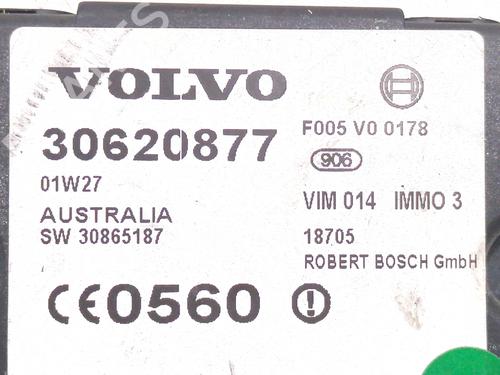 VOLVO
30620877
01W27
AUSTRALIA
SW 30865187
CE0560
F005 V0 0178
906
VIM 014 IMMO 3
18705
ROBERT BOSCH GmbH